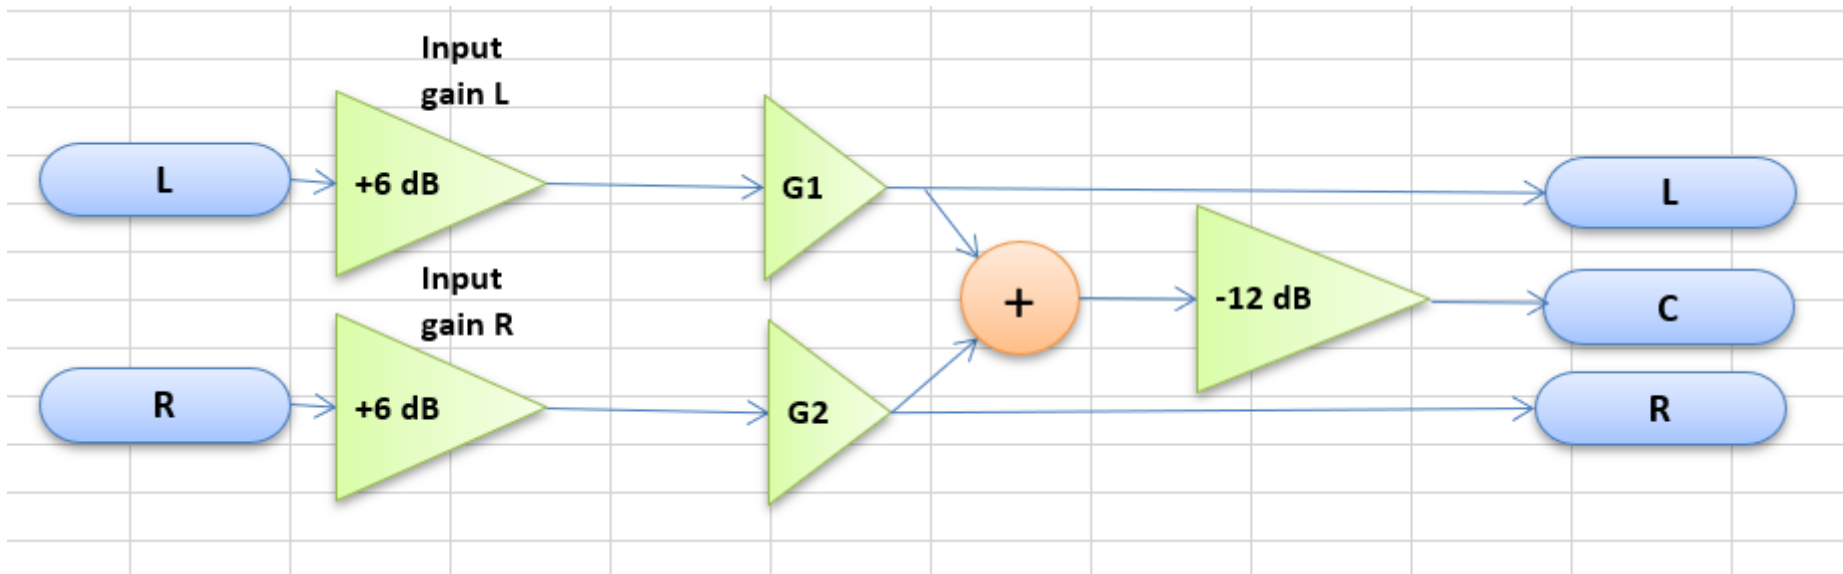 Input
gain L
L
+6 dB
G1
L
+
-12 dB
C
Input
gain R
R
+6 dB
G2
R